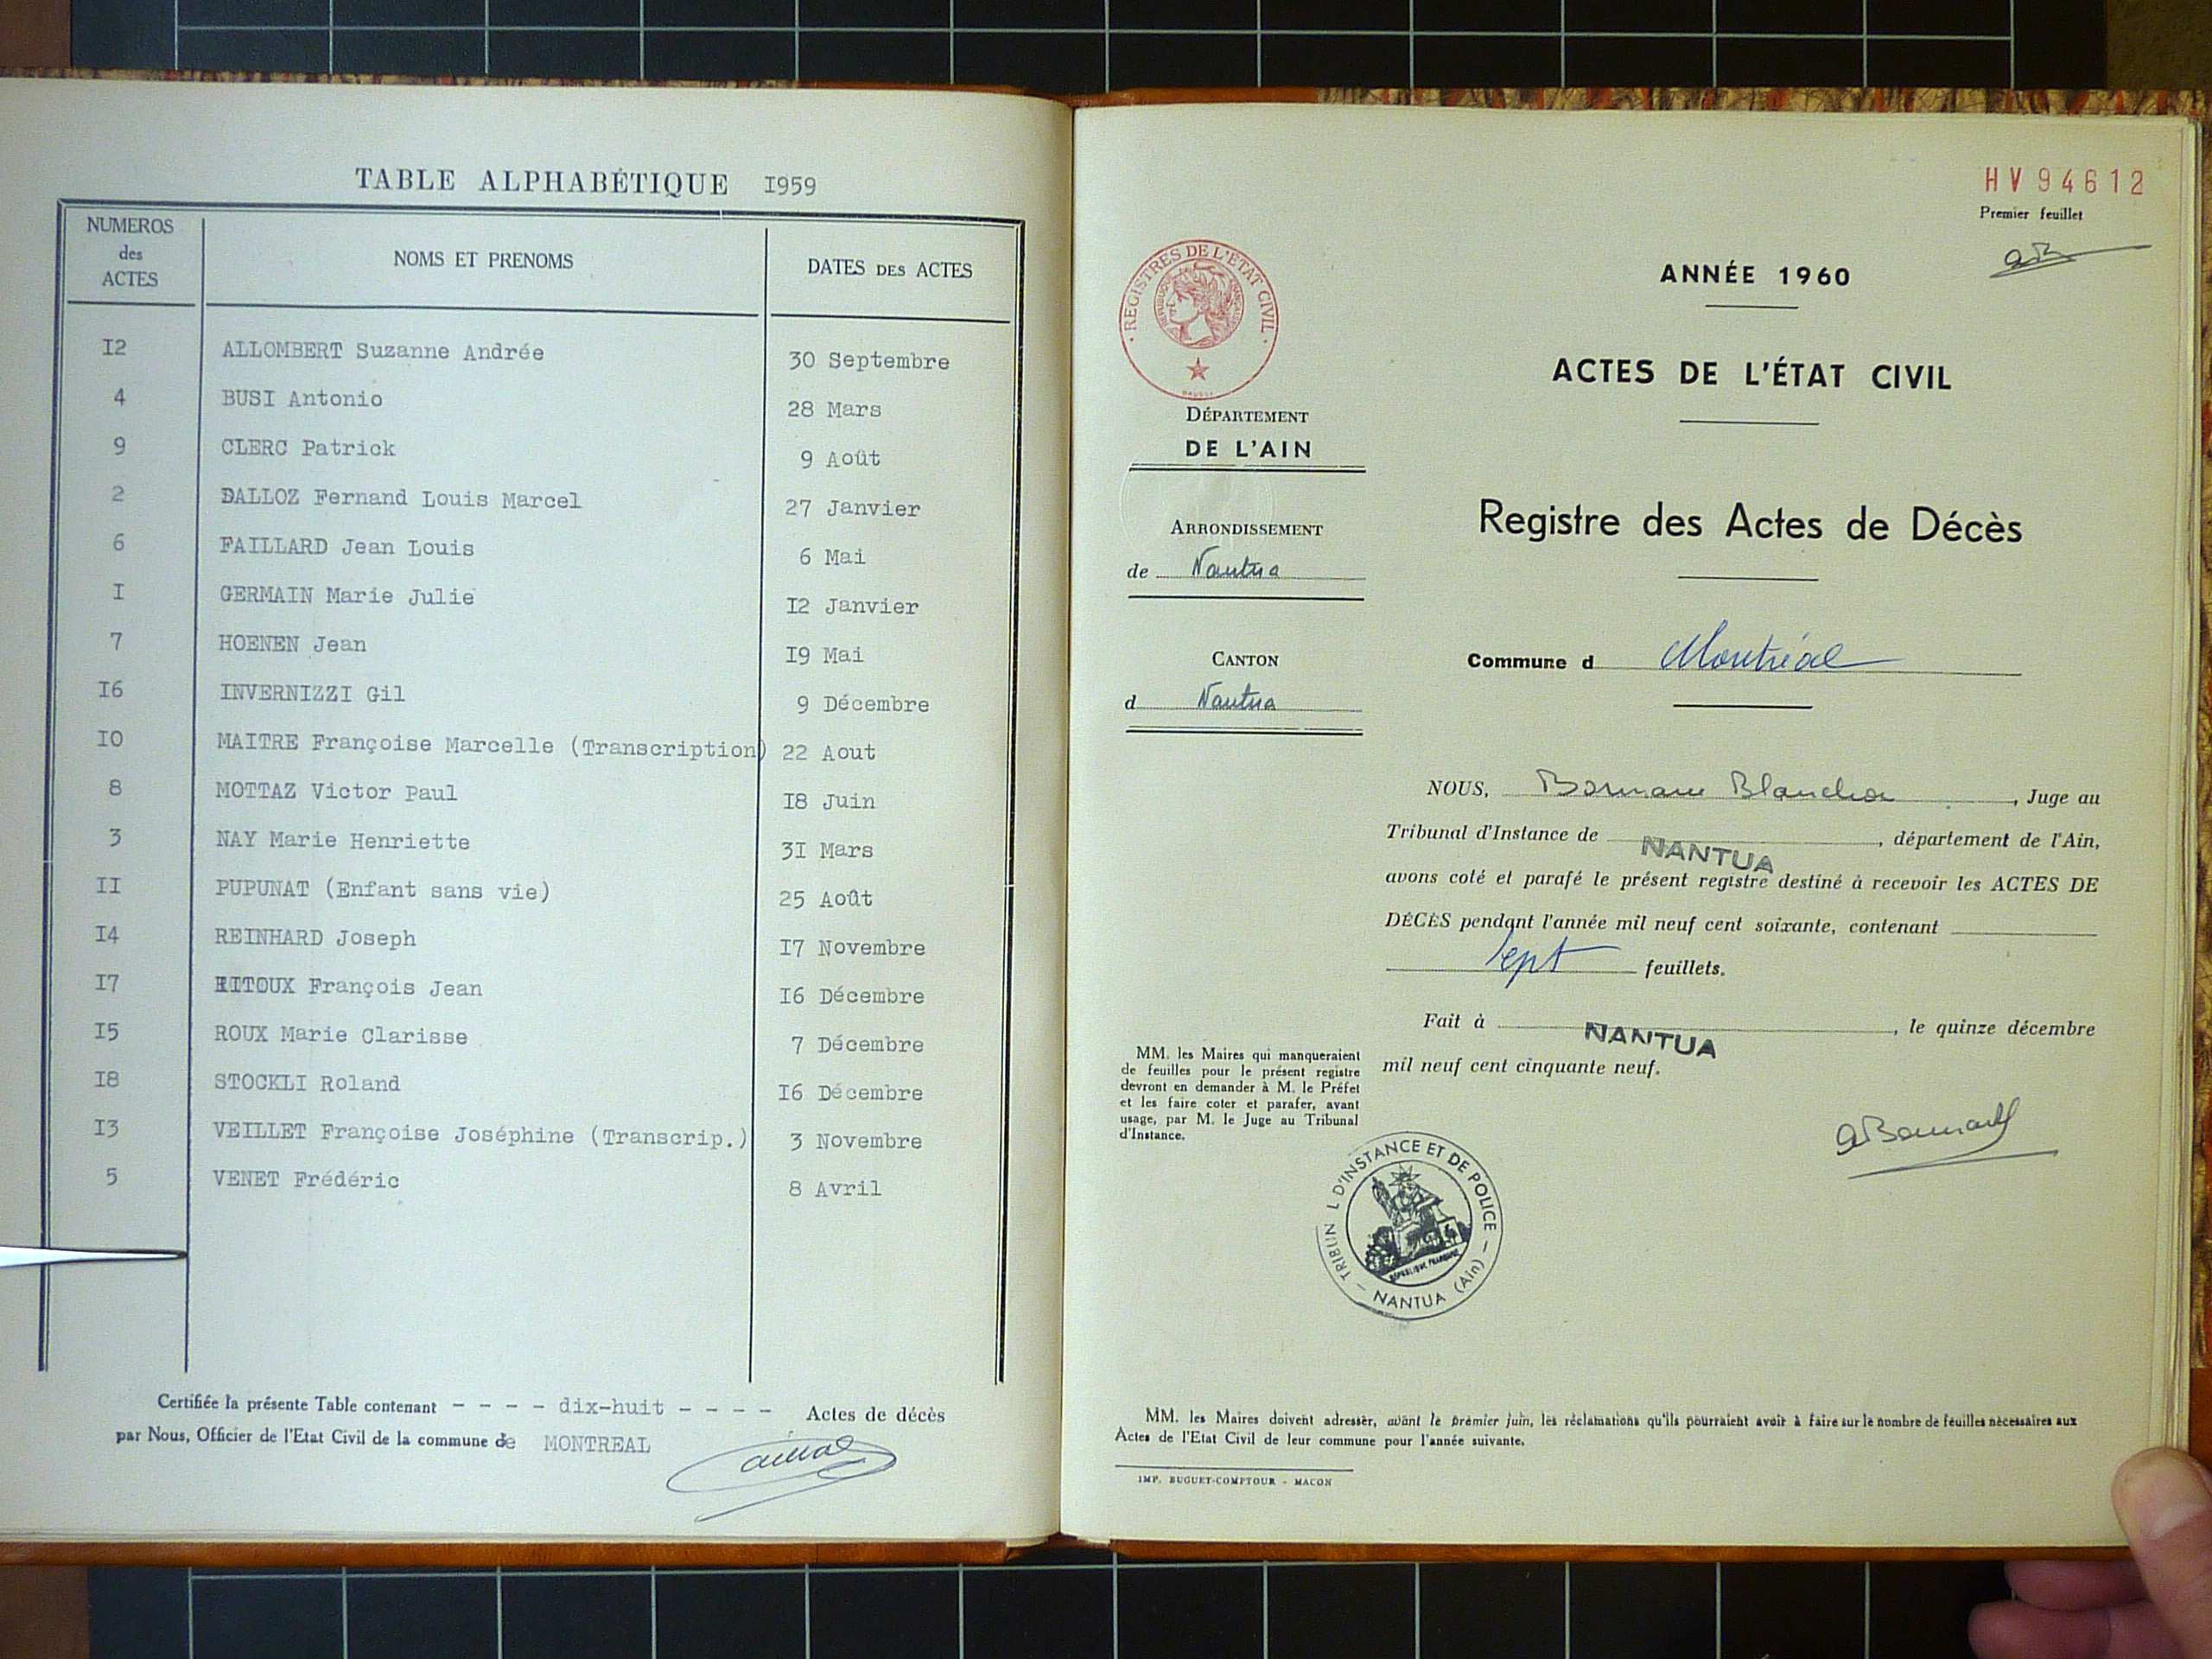 TABLE ALPHABÉTIQUE I959
NUMEROS
des
ACTES
NOMS ET PRENOMS
DATES DES ACTES
I2 ALLOMBERT Suzanne Andrée 30 Septembre
4 BUSI Antonio 28 Mars
9 CLERC Patrick 9 Août
2 DALLOZ Fernand Louis Marcel 27 Janvier
6 FAILLARD Jean Louis 6 Mai
I GERMAIN Marie Julie I2 Janvier
7 HOENEN Jean I9 Mai
I6 INVERNIZZI Gil 9 Décembre
IO MAITRE Françoise Marcelle (Transcription) 22 Aout
8 MOTTAZ Victor Paul I8 Juin
3 NAY Marie Henriette 3I Mars
II PUPUNAT (Enfant sans vie) 25 Août
I4 REINHARD Joseph I7 Novembre
I7 RITOUX François Jean I6 Décembre
I5 ROUX Marie Clarisse 7 Décembre
I8 STOCKLI Roland I6 Décembre
I3 VEILLET Françoise Joséphine (Transcrip.) 3 Novembre
5 VENET Frédéric 8 Avril
Certifiée la présente Table contenant - - - - dix-huit - - - - Actes de décès
par Nous, Officier de l'Etat Civil de la commune de MONTREAL
HV94612
Premier feuillet
REGISTRES DE L'ÉTAT CIVIL
RÉPUBLIQUE FRANÇAISE
DÉPARTEMENT
DE L'AIN
ARRONDISSEMENT
de Nantua
CANTON
d Nantua
ANNÉE 1960
ACTES DE L'ÉTAT CIVIL
Registre des Actes de Décès
Commune d Montréal
NOUS, Blanchon, Juge au
Tribunal d'Instance de NANTUA, département de l'Ain,
avons coté et parafé le présent registre destiné à recevoir les ACTES DE
DÉCÈS pendant l'année mil neuf cent soixante, contenant
sept feuillets.
Fait à NANTUA, le quinze décembre
mil neuf cent cinquante neuf.
MM. les Maires qui manqueraient
de feuilles pour le présent registre
devront en demander à M. le Préfet
et les faire coter et parafer, avant
usage, par M. le Juge au Tribunal
d'Instance.
TRIBUN L D'INSTANCE ET DE POLICE
RÉPUBLIQUE FRANÇAISE
NANTUA (Ain)
MM. les Maires doivent adresser, avant le premier juin, les réclamations qu'ils pourraient avoir à faire sur le nombre de feuilles nécessaires aux
Actes de l'Etat Civil de leur commune pour l'année suivante.
IMP. BUGUET-COMPTOUR - MACON